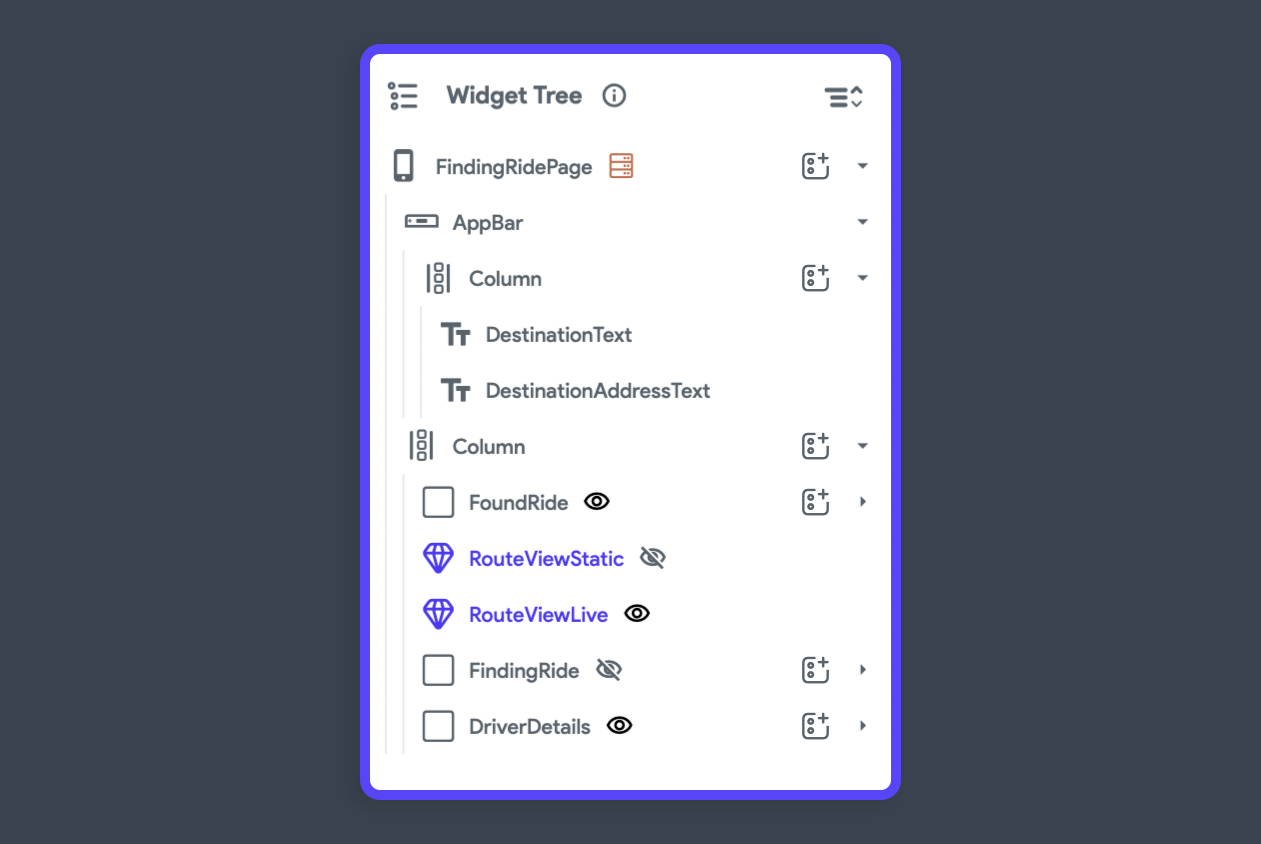 Widget Tree
FindingRidePage
AppBar
Column
DestinationText
DestinationAddressText
Column
FoundRide
RouteViewStatic
RouteViewLive
FindingRide
DriverDetails